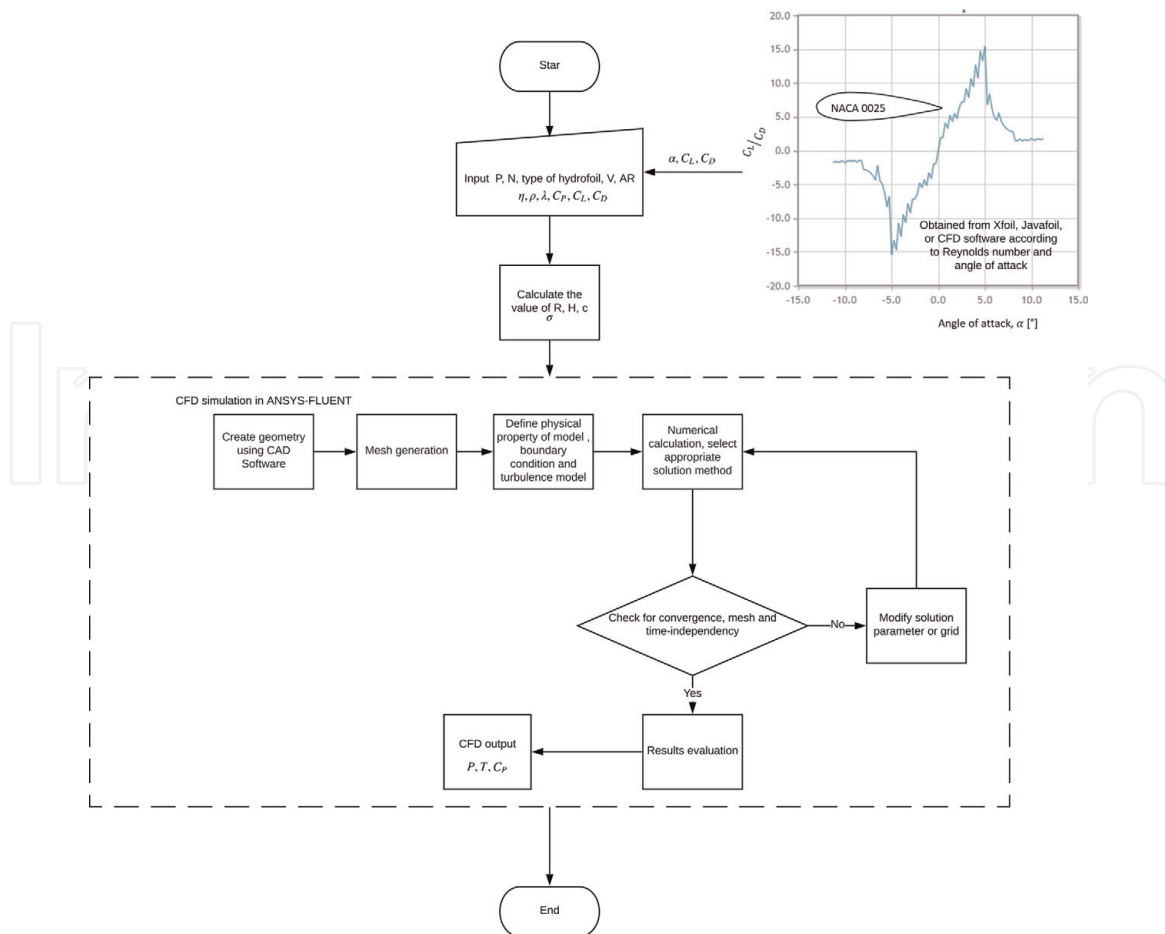 Star
Input P, N, type of hydrofoil, V, AR
η, ρ, λ, C_P, C_L, C_D
α, C_L, C_D
20.0
15.0
10.0
5.0
0.0
-5.0
-10.0
-15.0
-20.0
C_L/C_D
NACA 0025
Obtained from Xfoil, Javafoil,
or CFD software according
to Reynolds number and
angle of attack
-15.0 -10.0 -5.0 0.0 5.0 10.0 15.0
Angle of attack, α [°]
Calculate the
value of R, H, c
σ
CFD simulation in ANSYS-FLUENT
Create geometry
using CAD
Software
Mesh generation
Define physical
property of model ,
boundary
condition and
turbulence model
Numerical
calculation, select
appropriate
solution method
Check for convergence, mesh and
time-independency
No
Modify solution
parameter or grid
Yes
Results evaluation
CFD output
P, T, C_P
End